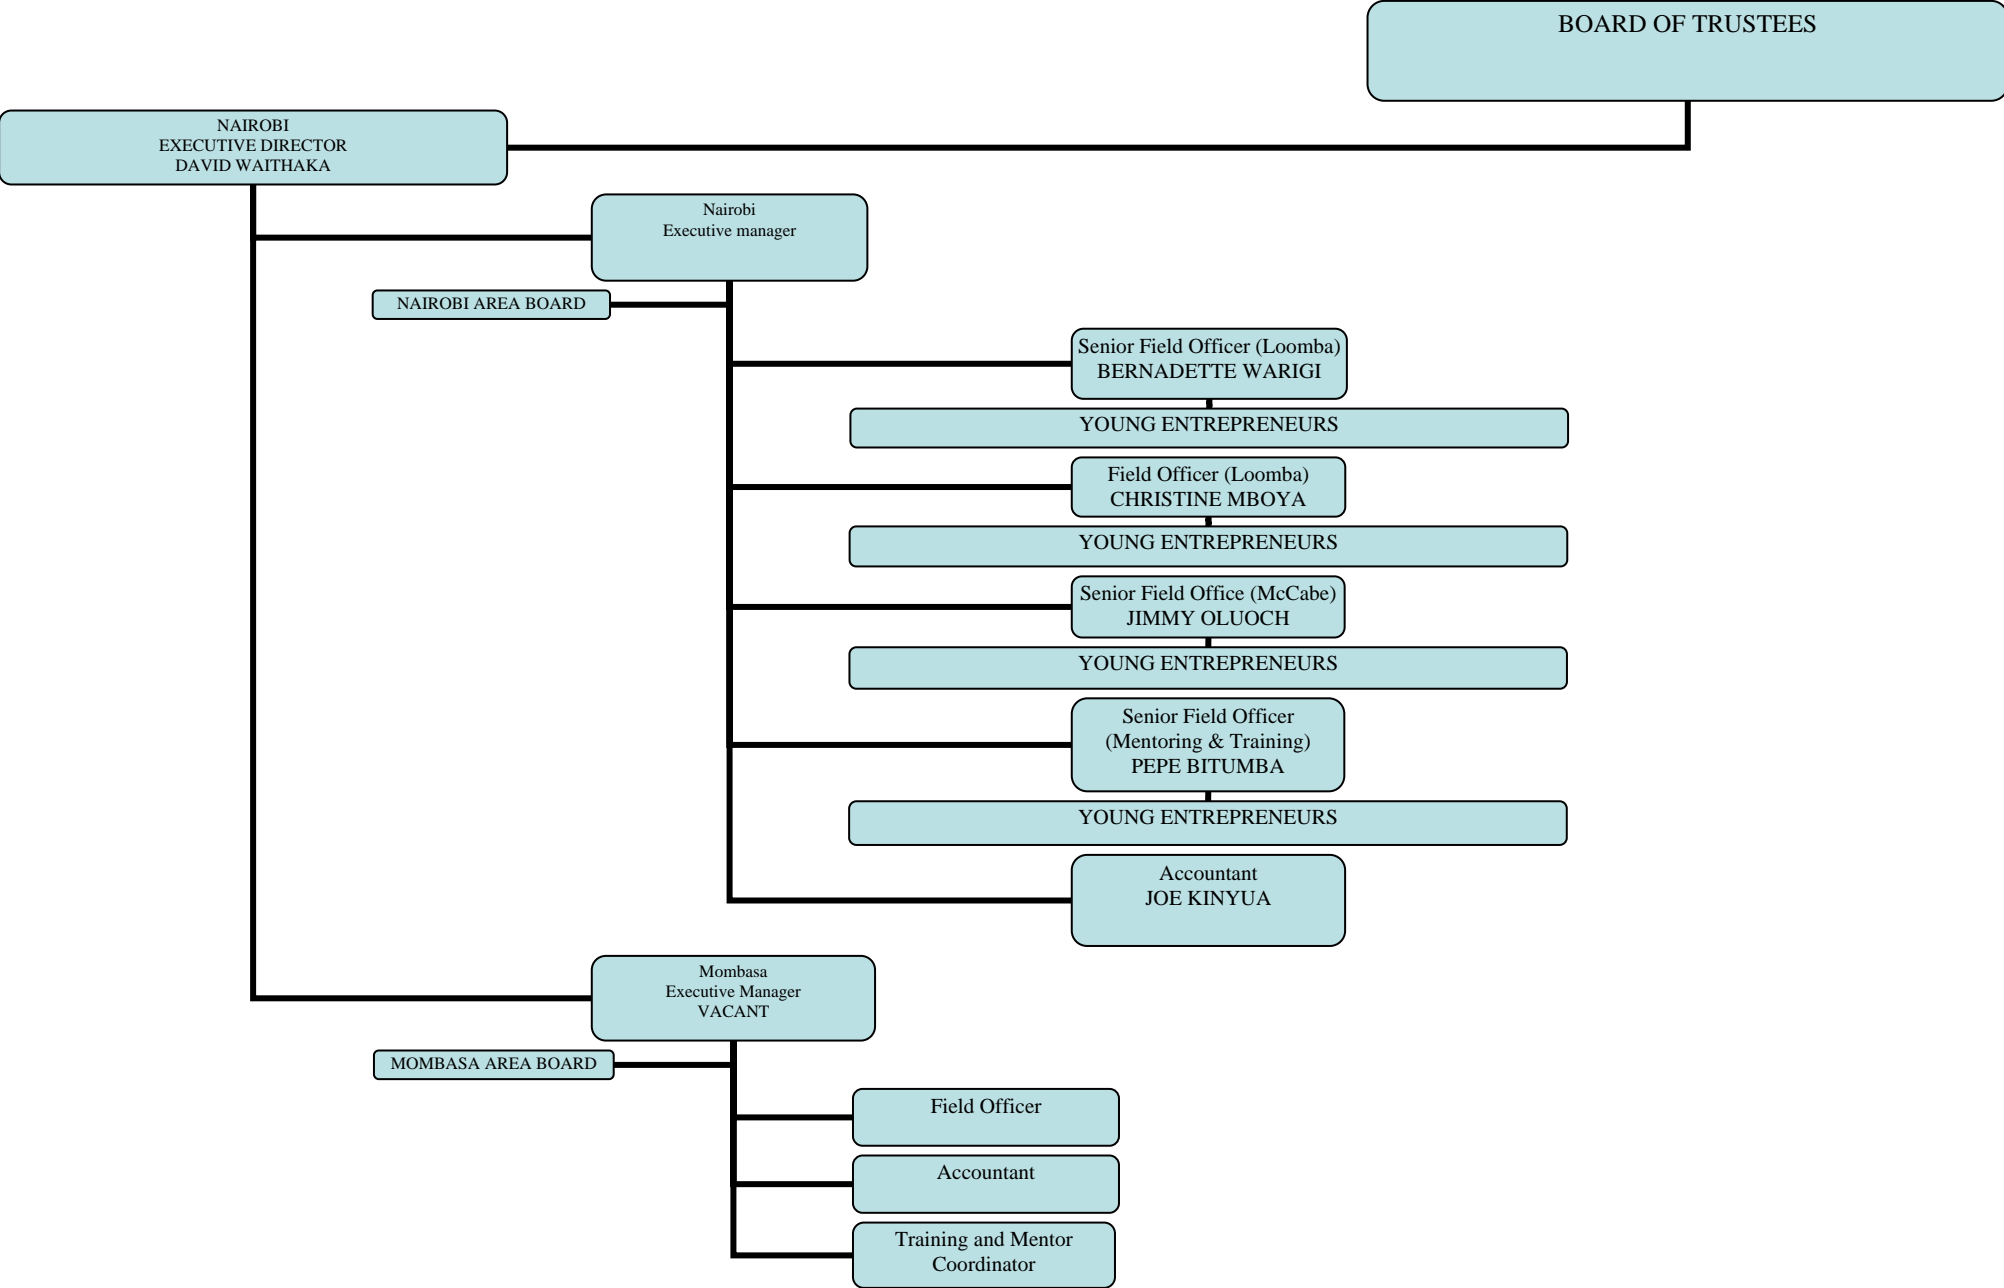 BOARD OF TRUSTEES
NAIROBI
EXECUTIVE DIRECTOR
DAVID WAITHAKA
Nairobi
Executive manager
NAIROBI AREA BOARD
Senior Field Officer (Loomba)
BERNADETTE WARIGI
YOUNG ENTREPRENEURS
Field Officer (Loomba)
CHRISTINE MBOYA
YOUNG ENTREPRENEURS
Senior Field Office (McCabe)
JIMMY OLUOCH
YOUNG ENTREPRENEURS
Senior Field Officer
(Mentoring & Training)
PEPE BITUMBA
YOUNG ENTREPRENEURS
Accountant
JOE KINYUA
Mombasa
Executive Manager
VACANT
MOMBASA AREA BOARD
Field Officer
Accountant
Training and Mentor
Coordinator